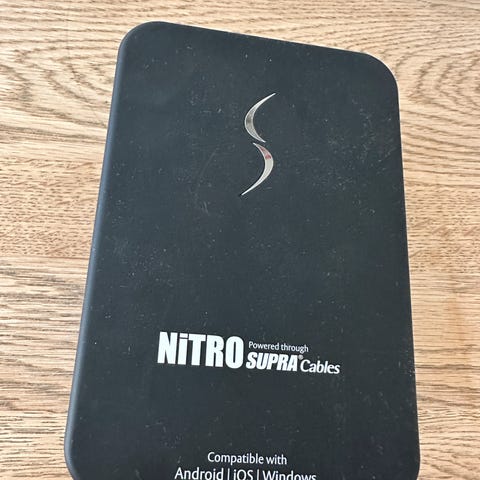 NiTRO Powered through
SUPRA® Cables
Compatible with
Android | iOS | Windows